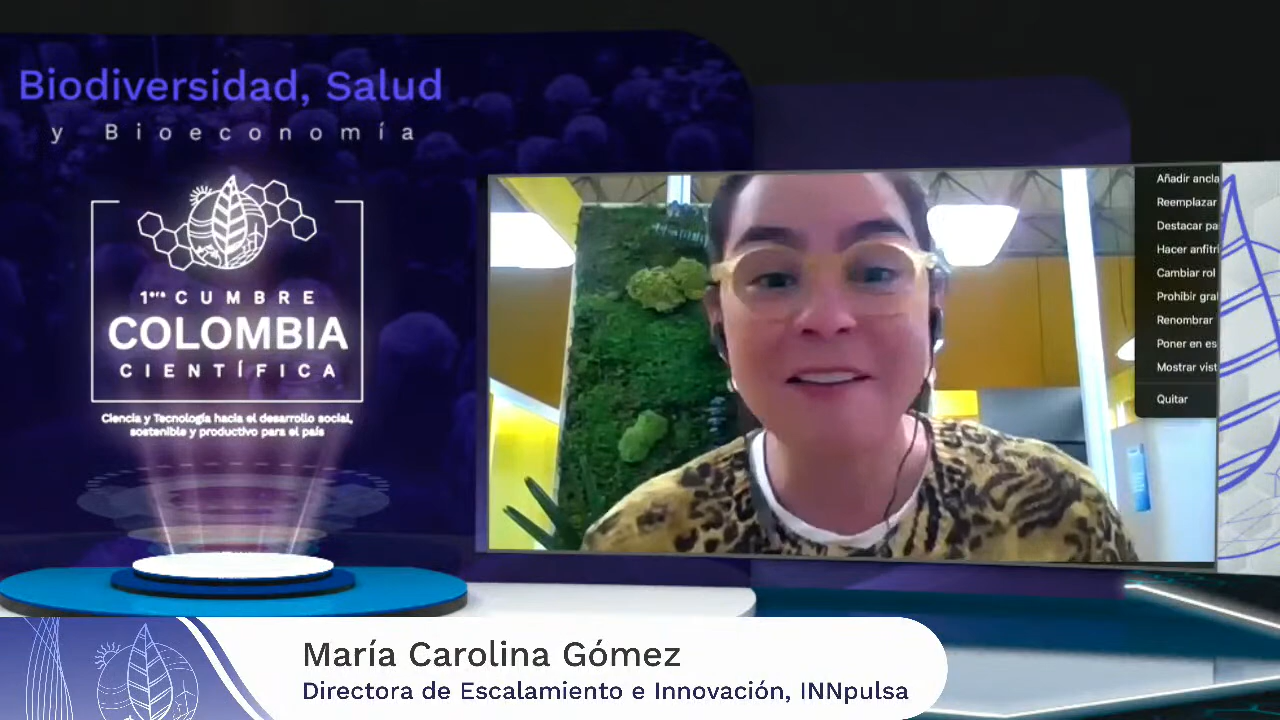 Biodiversidad, Salud
y Bioeconomía
1era CUMBRE
COLOMBIA
CIENTÍFICA
Ciencia y Tecnología hacia el desarrollo social,
sostenible y productivo para el país
Añadir ancla
Reemplazar
Destacar pa
Hacer anfitri
Cambiar rol
Prohibir gra
Renombrar
Poner en es
Mostrar vist
Quitar
María Carolina Gómez
Directora de Escalamiento e Innovación, INNpulsa